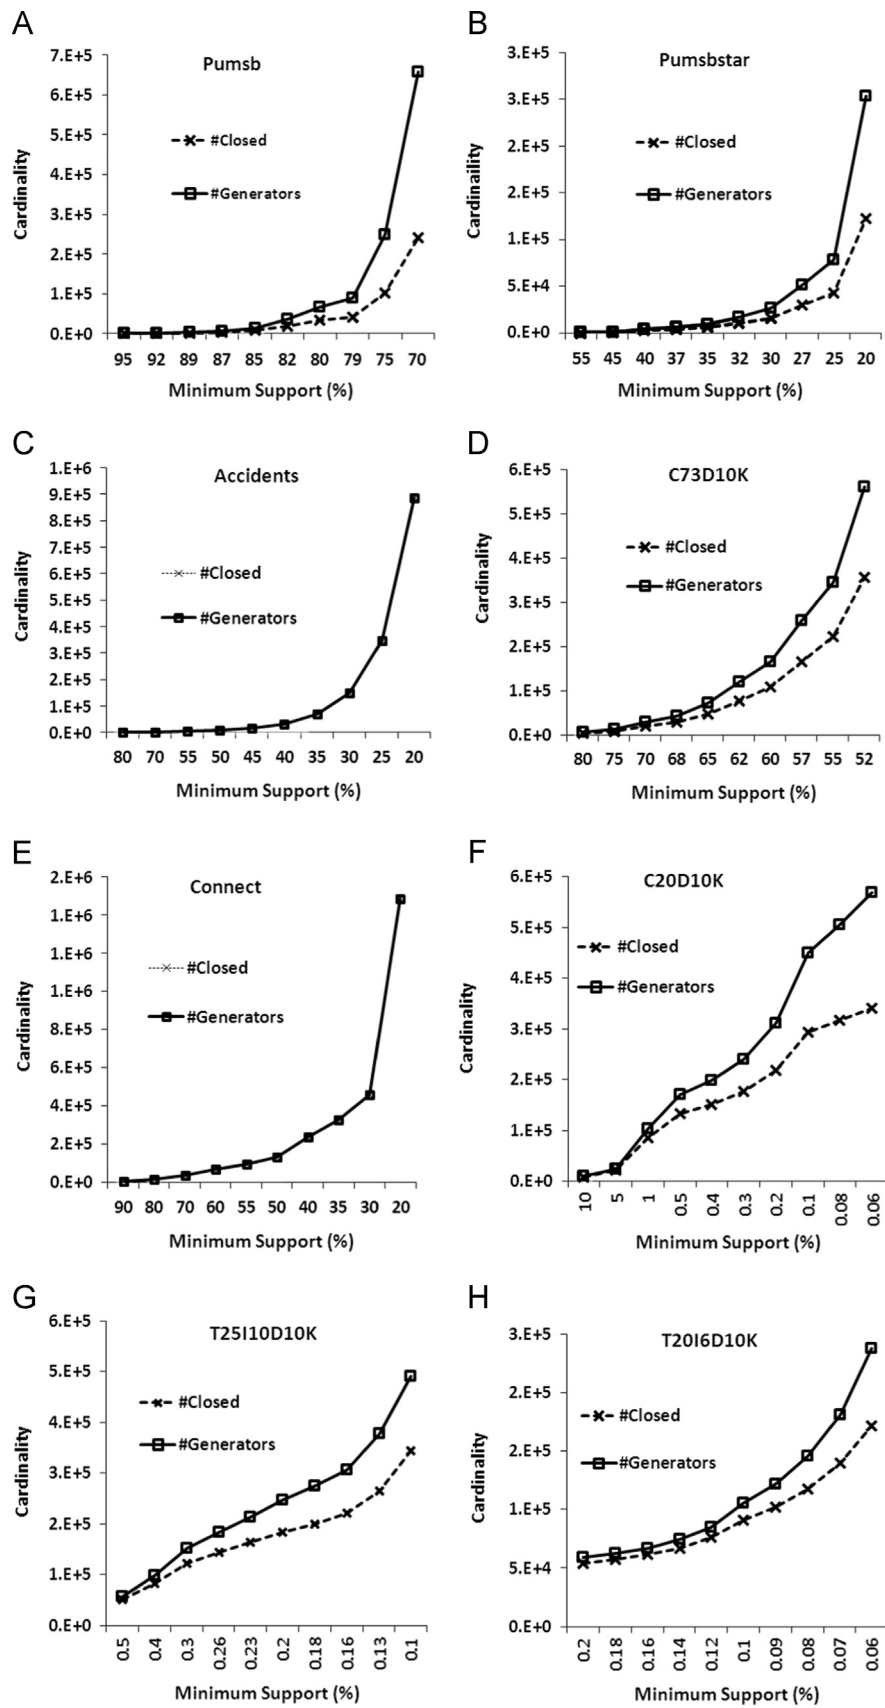 A
Pumsb
7.E+5
6.E+5
5.E+5
4.E+5
3.E+5
2.E+5
1.E+5
0.E+0
Cardinality
#Closed
#Generators
95 92 89 87 85 82 80 79 75 70
Minimum Support (%)
B
Pumsbstar
3.E+5
3.E+5
2.E+5
2.E+5
1.E+5
5.E+4
0.E+0
Cardinaility
#Closed
#Generators
55 45 40 37 35 32 30 27 25 20
Minimum Support (%)
C
Accidents
1.E+6
9.E+5
8.E+5
7.E+5
6.E+5
5.E+5
4.E+5
3.E+5
2.E+5
1.E+5
0.E+0
Cardinality
#Closed
#Generators
80 70 55 50 45 40 35 30 25 20
Minimum Support (%)
D
C73D10K
6.E+5
5.E+5
4.E+5
3.E+5
2.E+5
1.E+5
0.E+0
Cardinality
#Closed
#Generators
80 75 70 68 65 62 60 57 55 52
Minimum Support (%)
E
Connect
2.E+6
1.E+6
1.E+6
1.E+6
8.E+5
6.E+5
4.E+5
2.E+5
0.E+0
Cardinality
#Closed
#Generators
90 80 70 60 55 50 40 35 30 20
Minimum Support (%)
F
C20D10K
6.E+5
5.E+5
4.E+5
3.E+5
2.E+5
1.E+5
0.E+0
Cardinality
#Closed
#Generators
10 5 1 0.5 0.4 0.3 0.2 0.1 0.08 0.06
Minimum Support (%)
G
T25I10D10K
6.E+5
5.E+5
4.E+5
3.E+5
2.E+5
1.E+5
0.E+0
Cardinality
#Closed
#Generators
0.5 0.4 0.3 0.26 0.23 0.2 0.18 0.16 0.13 0.1
Minimum Support (%)
H
T20I6D10K
3.E+5
2.E+5
2.E+5
1.E+5
5.E+4
0.E+0
Cardinality
#Closed
#Generators
0.2 0.18 0.16 0.14 0.12 0.1 0.09 0.08 0.07 0.06
Minimum Support (%)